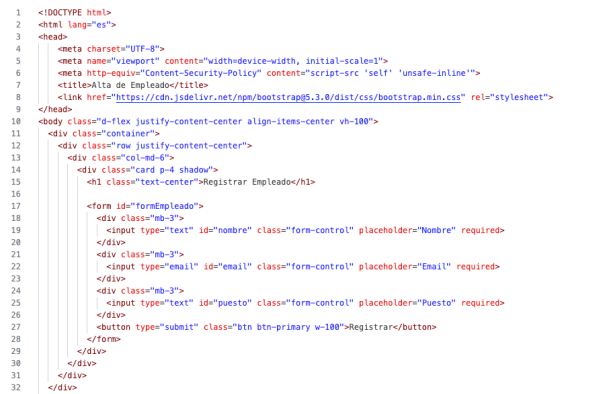 1 <!DOCTYPE html>
2 <html lang="es">
3 <head>
4 <meta charset="UTF-8">
5 <meta name="viewport" content="width=device-width, initial-scale=1">
6 <meta http-equiv="Content-Security-Policy" content="script-src 'self' 'unsafe-inline'">
7 <title>Alta de Empleado</title>
8 <link href="https://cdn.jsdelivr.net/npm/bootstrap@5.3.0/dist/css/bootstrap.min.css" rel="stylesheet">
9 </head>
10 <body class="d-flex justify-content-center align-items-center vh-100">
11 <div class="container">
12 <div class="row justify-content-center">
13 <div class="col-md-6">
14 <div class="card p-4 shadow">
15 <h1 class="text-center">Registrar Empleado</h1>
16
17 <form id="formEmpleado">
18 <div class="mb-3">
19 <input type="text" id="nombre" class="form-control" placeholder="Nombre" required>
20 </div>
21 <div class="mb-3">
22 <input type="email" id="email" class="form-control" placeholder="Email" required>
23 </div>
24 <div class="mb-3">
25 <input type="text" id="puesto" class="form-control" placeholder="Puesto" required>
26 </div>
27 <button type="submit" class="btn btn-primary w-100">Registrar</button>
28 </form>
29 </div>
30 </div>
31 </div>
32 </div>